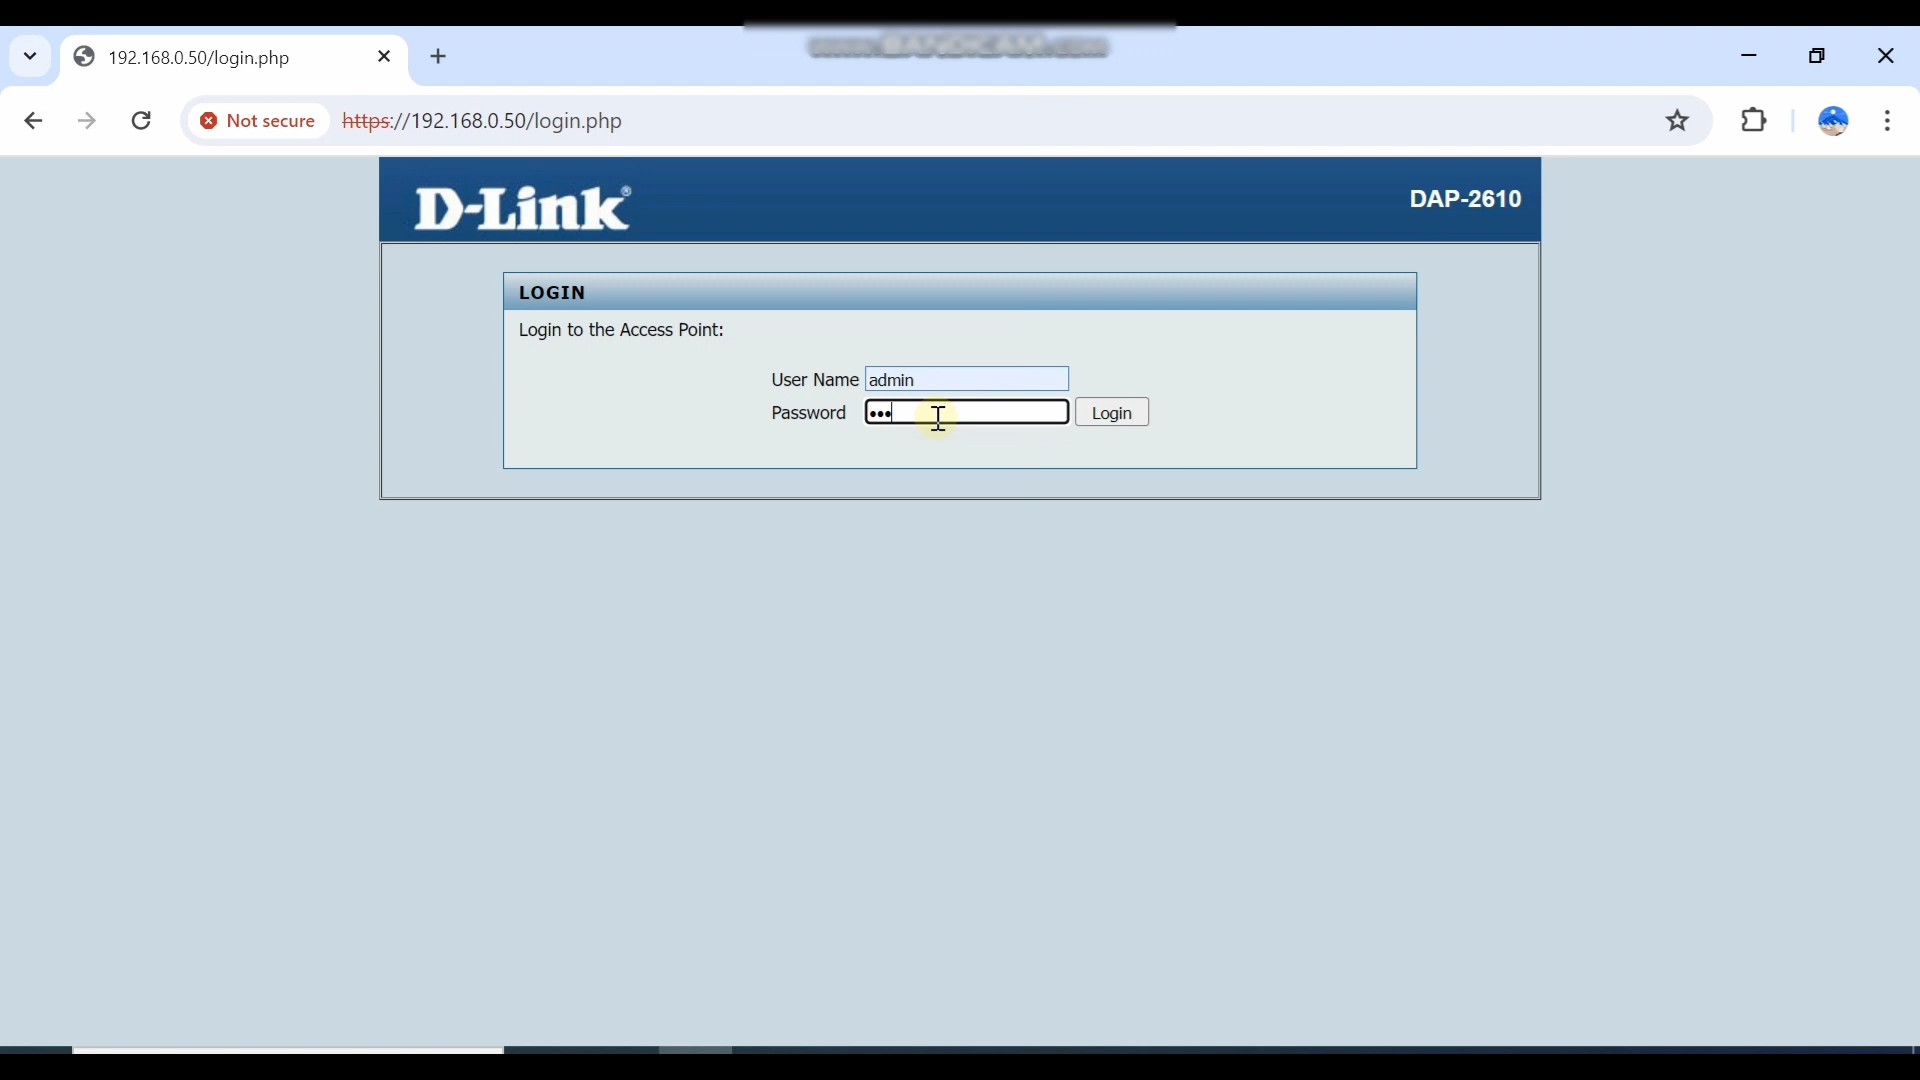 192.168.0.50/login.php
Not secure https://192.168.0.50/login.php
D-Link®
DAP-2610
LOGIN
Login to the Access Point:
User Name admin
Password ••• Login